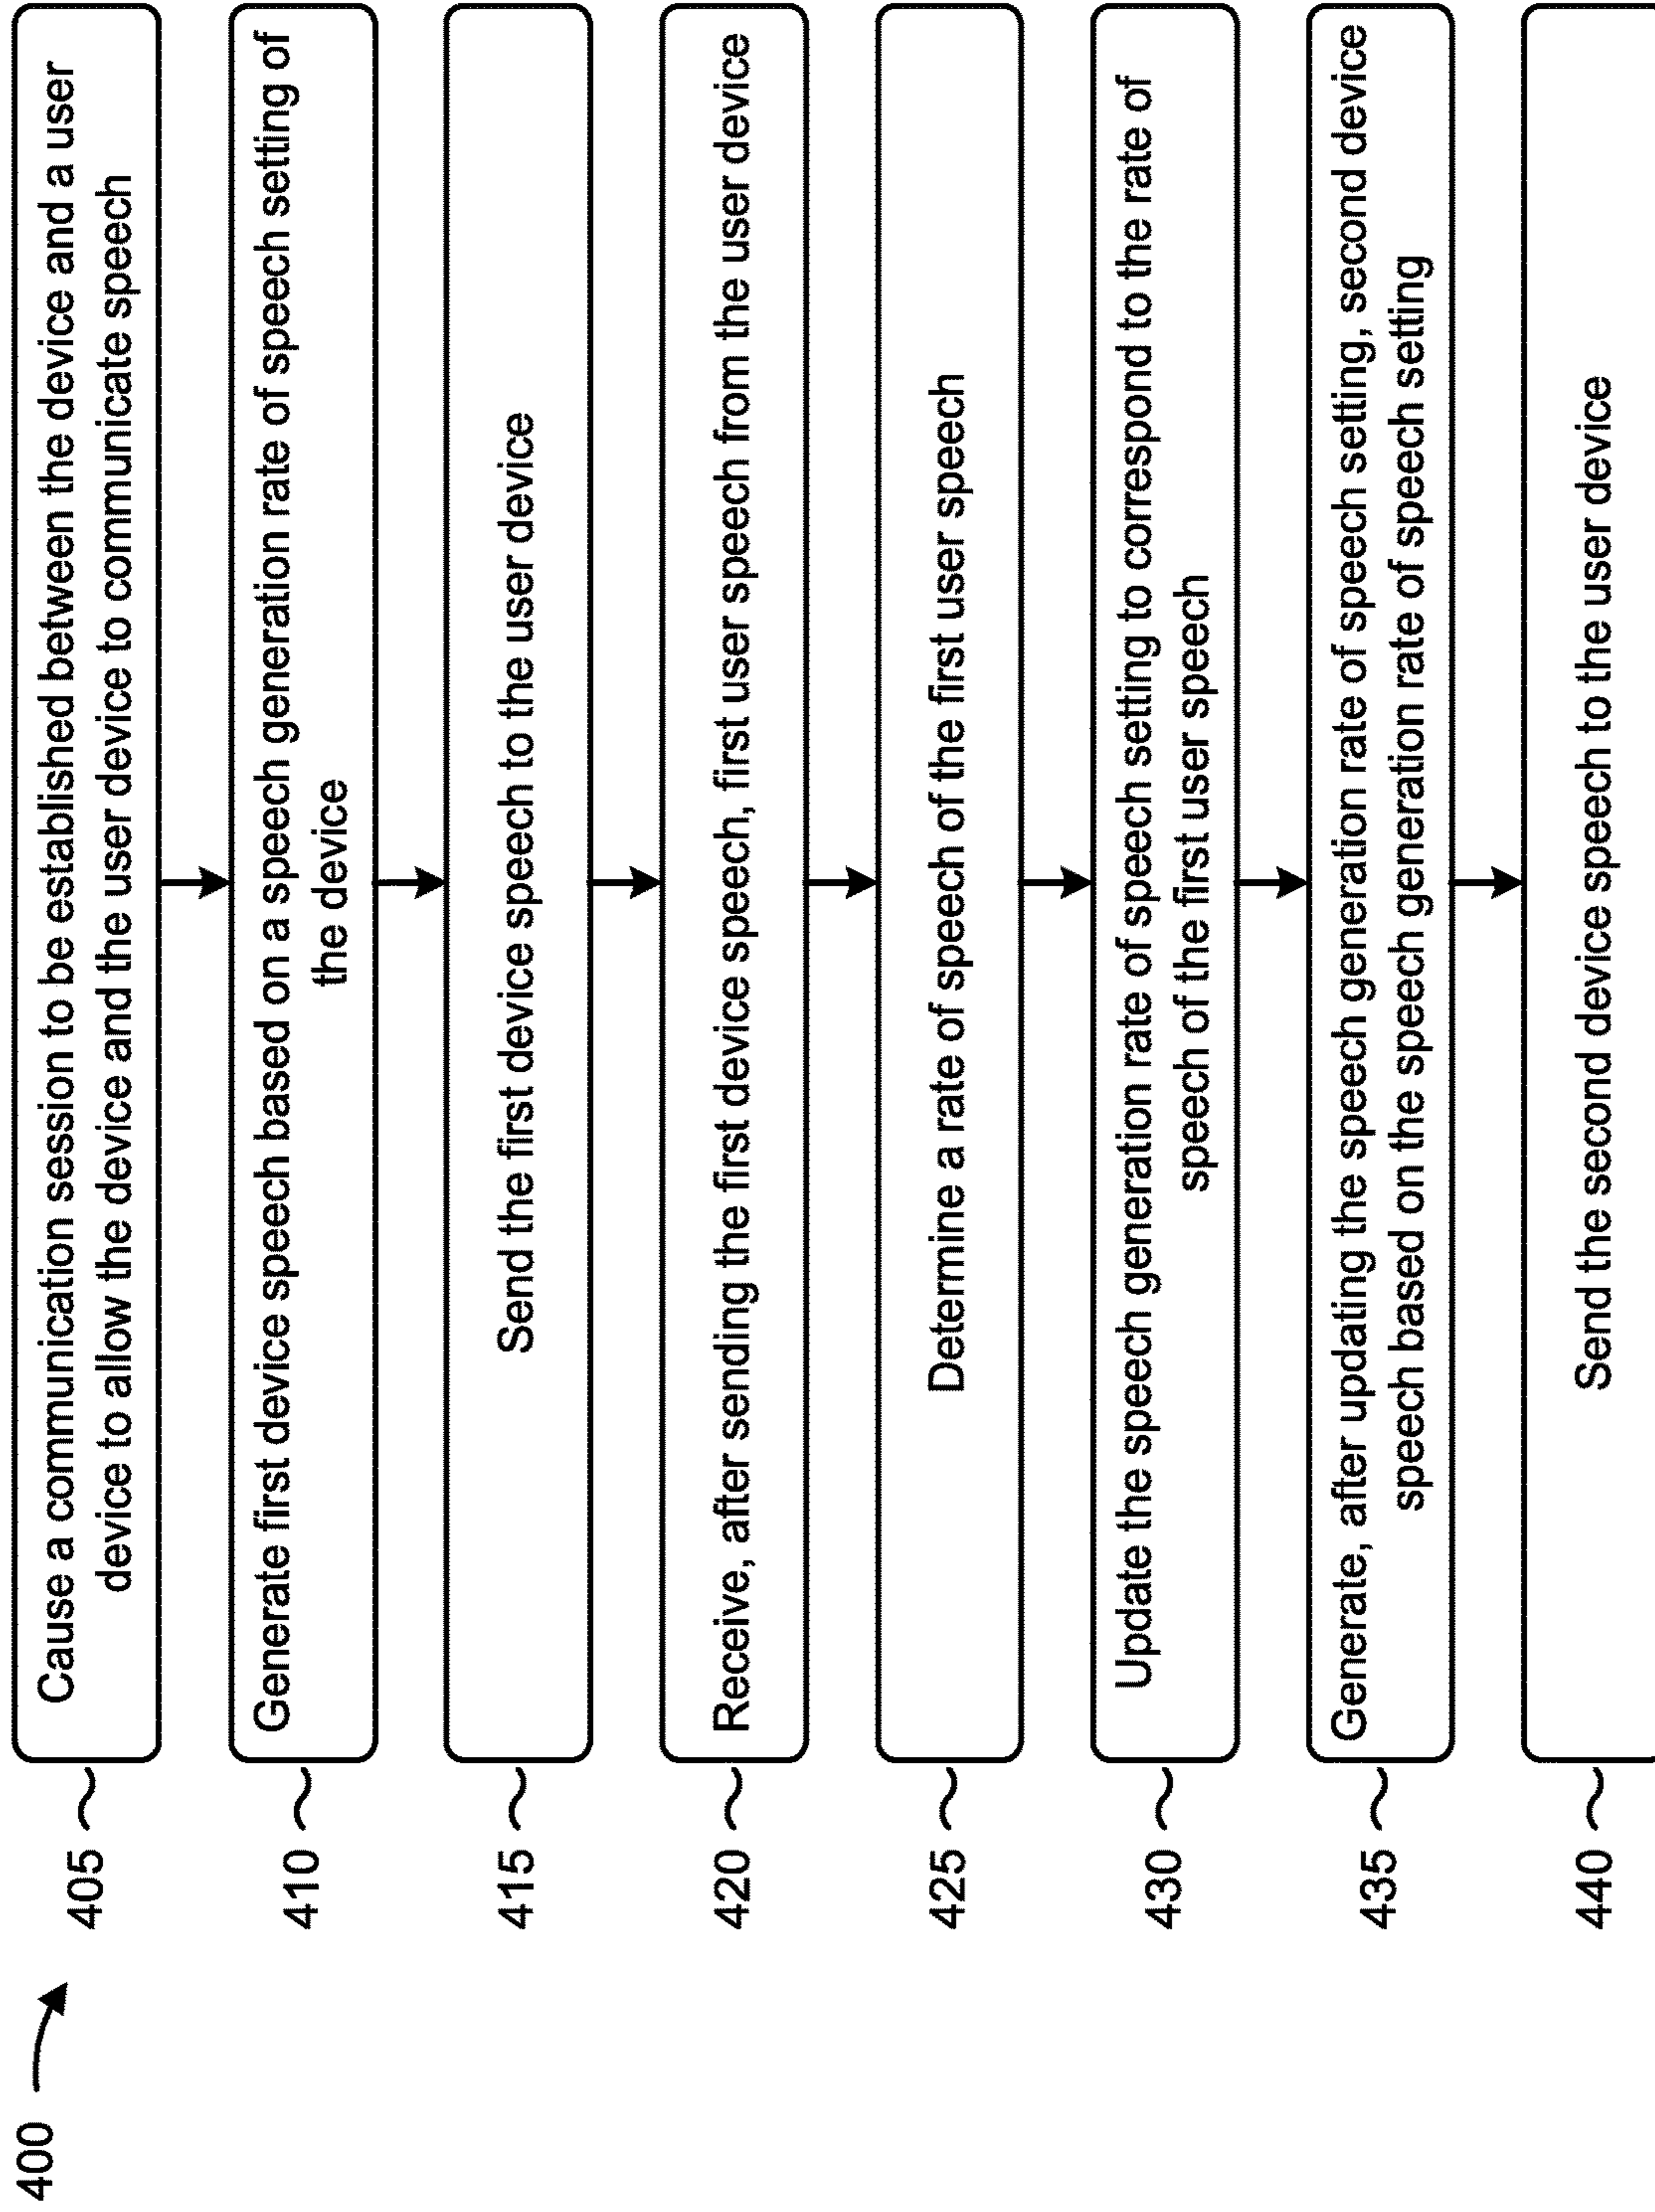 400
405
Cause a communication session to be established between the device and a user
device to allow the device and the user device to communicate speech
410
Generate first device speech based on a speech generation rate of speech setting of
the device
415
Send the first device speech to the user device
420
Receive, after sending the first device speech, first user speech from the user device
425
Determine a rate of speech of the first user speech
430
Update the speech generation rate of speech setting to correspond to the rate of
speech of the first user speech
435
Generate, after updating the speech generation rate of speech setting, second device
speech based on the speech generation rate of speech setting
440
Send the second device speech to the user device